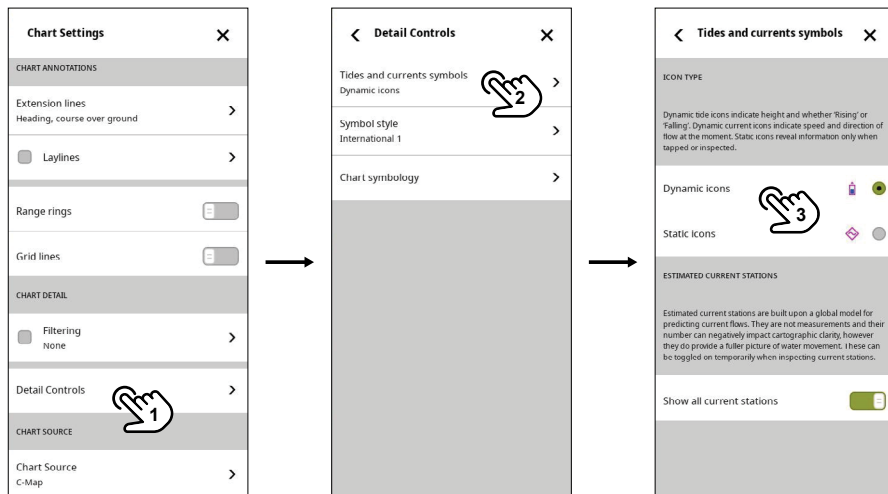 Chart Settings
CHART ANNOTATIONS
Extension lines
Heading, course over ground
Laylines
Range rings
Grid lines
CHART DETAIL
Filtering
None
Detail Controls
1
CHART SOURCE
Chart Source
C-Map
Detail Controls
Tides and currents symbols
Dynamic icons
2
Symbol style
International 1
Chart symbology
Tides and currents symbols
ICON TYPE
Dynamic tide icons indicate height and whether 'Rising' or
'Falling'. Dynamic current icons indicate speed and direction of
flow at the moment. Static icons reveal information only when
tapped or inspected.
Dynamic icons
3
Static icons
ESTIMATED CURRENT STATIONS
Estimated current stations are built upon a global model for
predicting current flows. They are not measurements and their
number can negatively impact cartographic clarity, however
they do provide a fuller picture of water movement. These can
be toggled on temporarily when inspecting current stations.
Show all current stations